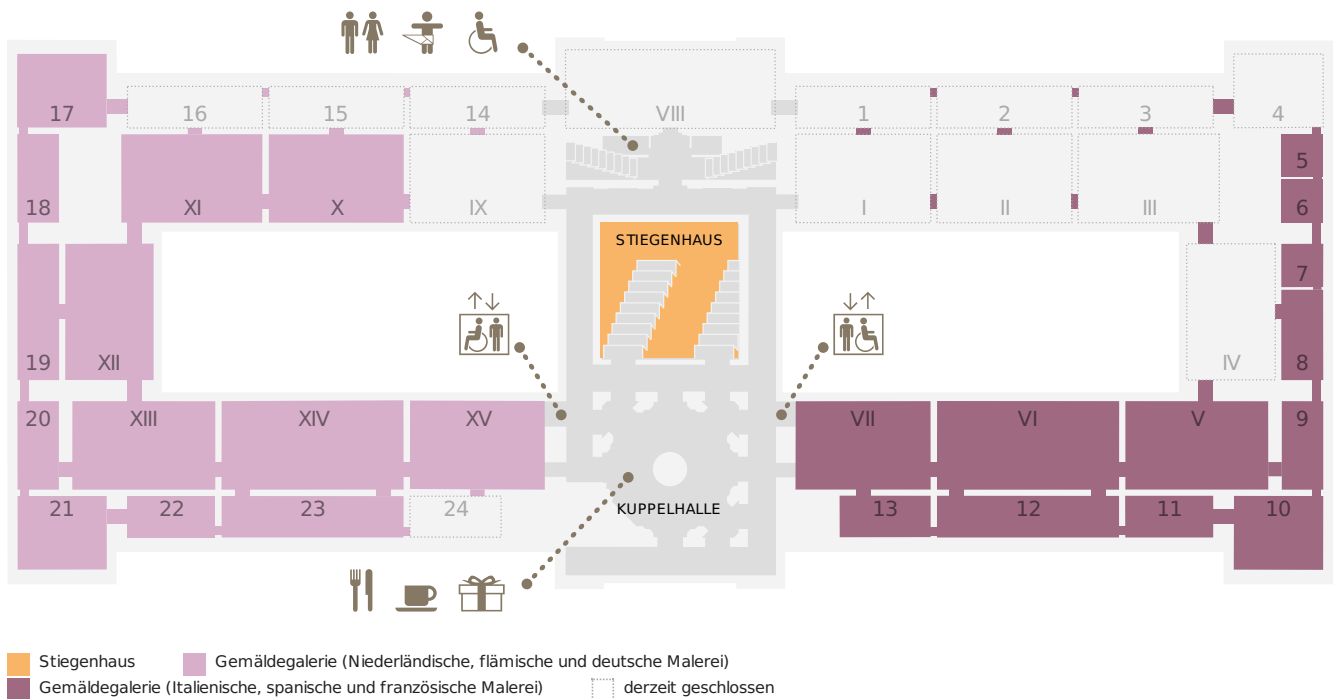 17
16
15
14
VIII
1
2
3
4
5
18
XI
X
IX
I
II
III
6
STIEGENHAUS
7
19
XII
IV
8
20
XIII
XIV
XV
VII
VI
V
9
21
22
23
24
KUPPELHALLE
13
12
11
10
Stiegenhaus
Gemäldegalerie (Niederländische, flämische und deutsche Malerei)
Gemäldegalerie (Italienische, spanische und französische Malerei)
derzeit geschlossen